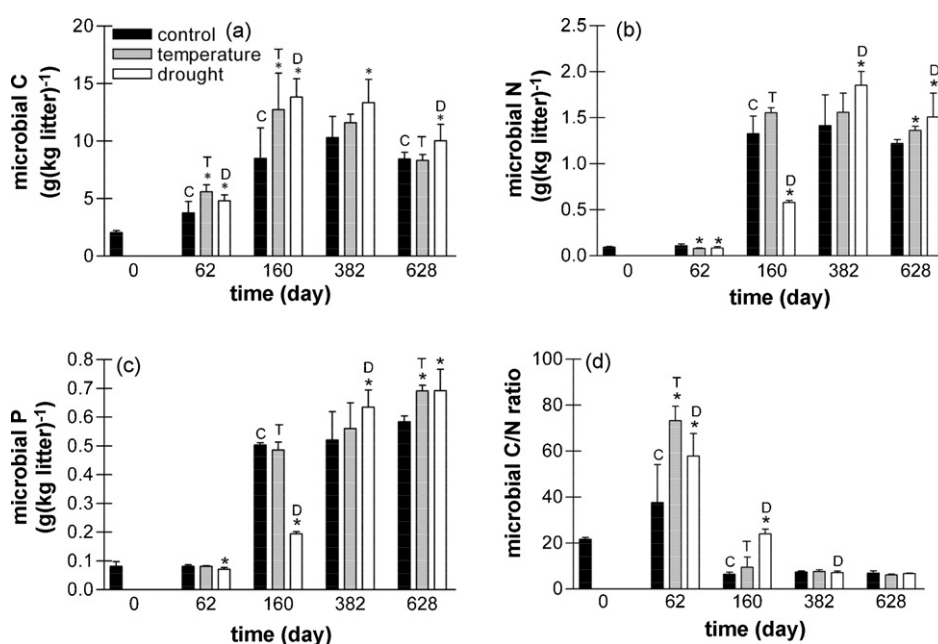 (a)
control
temperature
drought
microbial C
(g(kg litter)-1)
20
15
10
5
0
C T * D *
C T * D *
*
C T D *
0 62 160 382 628
time (day)
(b)
microbial N
(g(kg litter)-1)
2.5
2.0
1.5
1.0
0.5
0.0
* *
C T D *
D *
* D *
0 62 160 382 628
time (day)
(c)
microbial P
(g(kg litter)-1)
0.8
0.7
0.6
0.5
0.4
0.3
0.2
0.1
0.0
*
C T D *
D *
T * *
0 62 160 382 628
time (day)
(d)
microbial C/N ratio
100
80
60
40
20
0
C T * D *
C T D *
D
0 62 160 382 628
time (day)